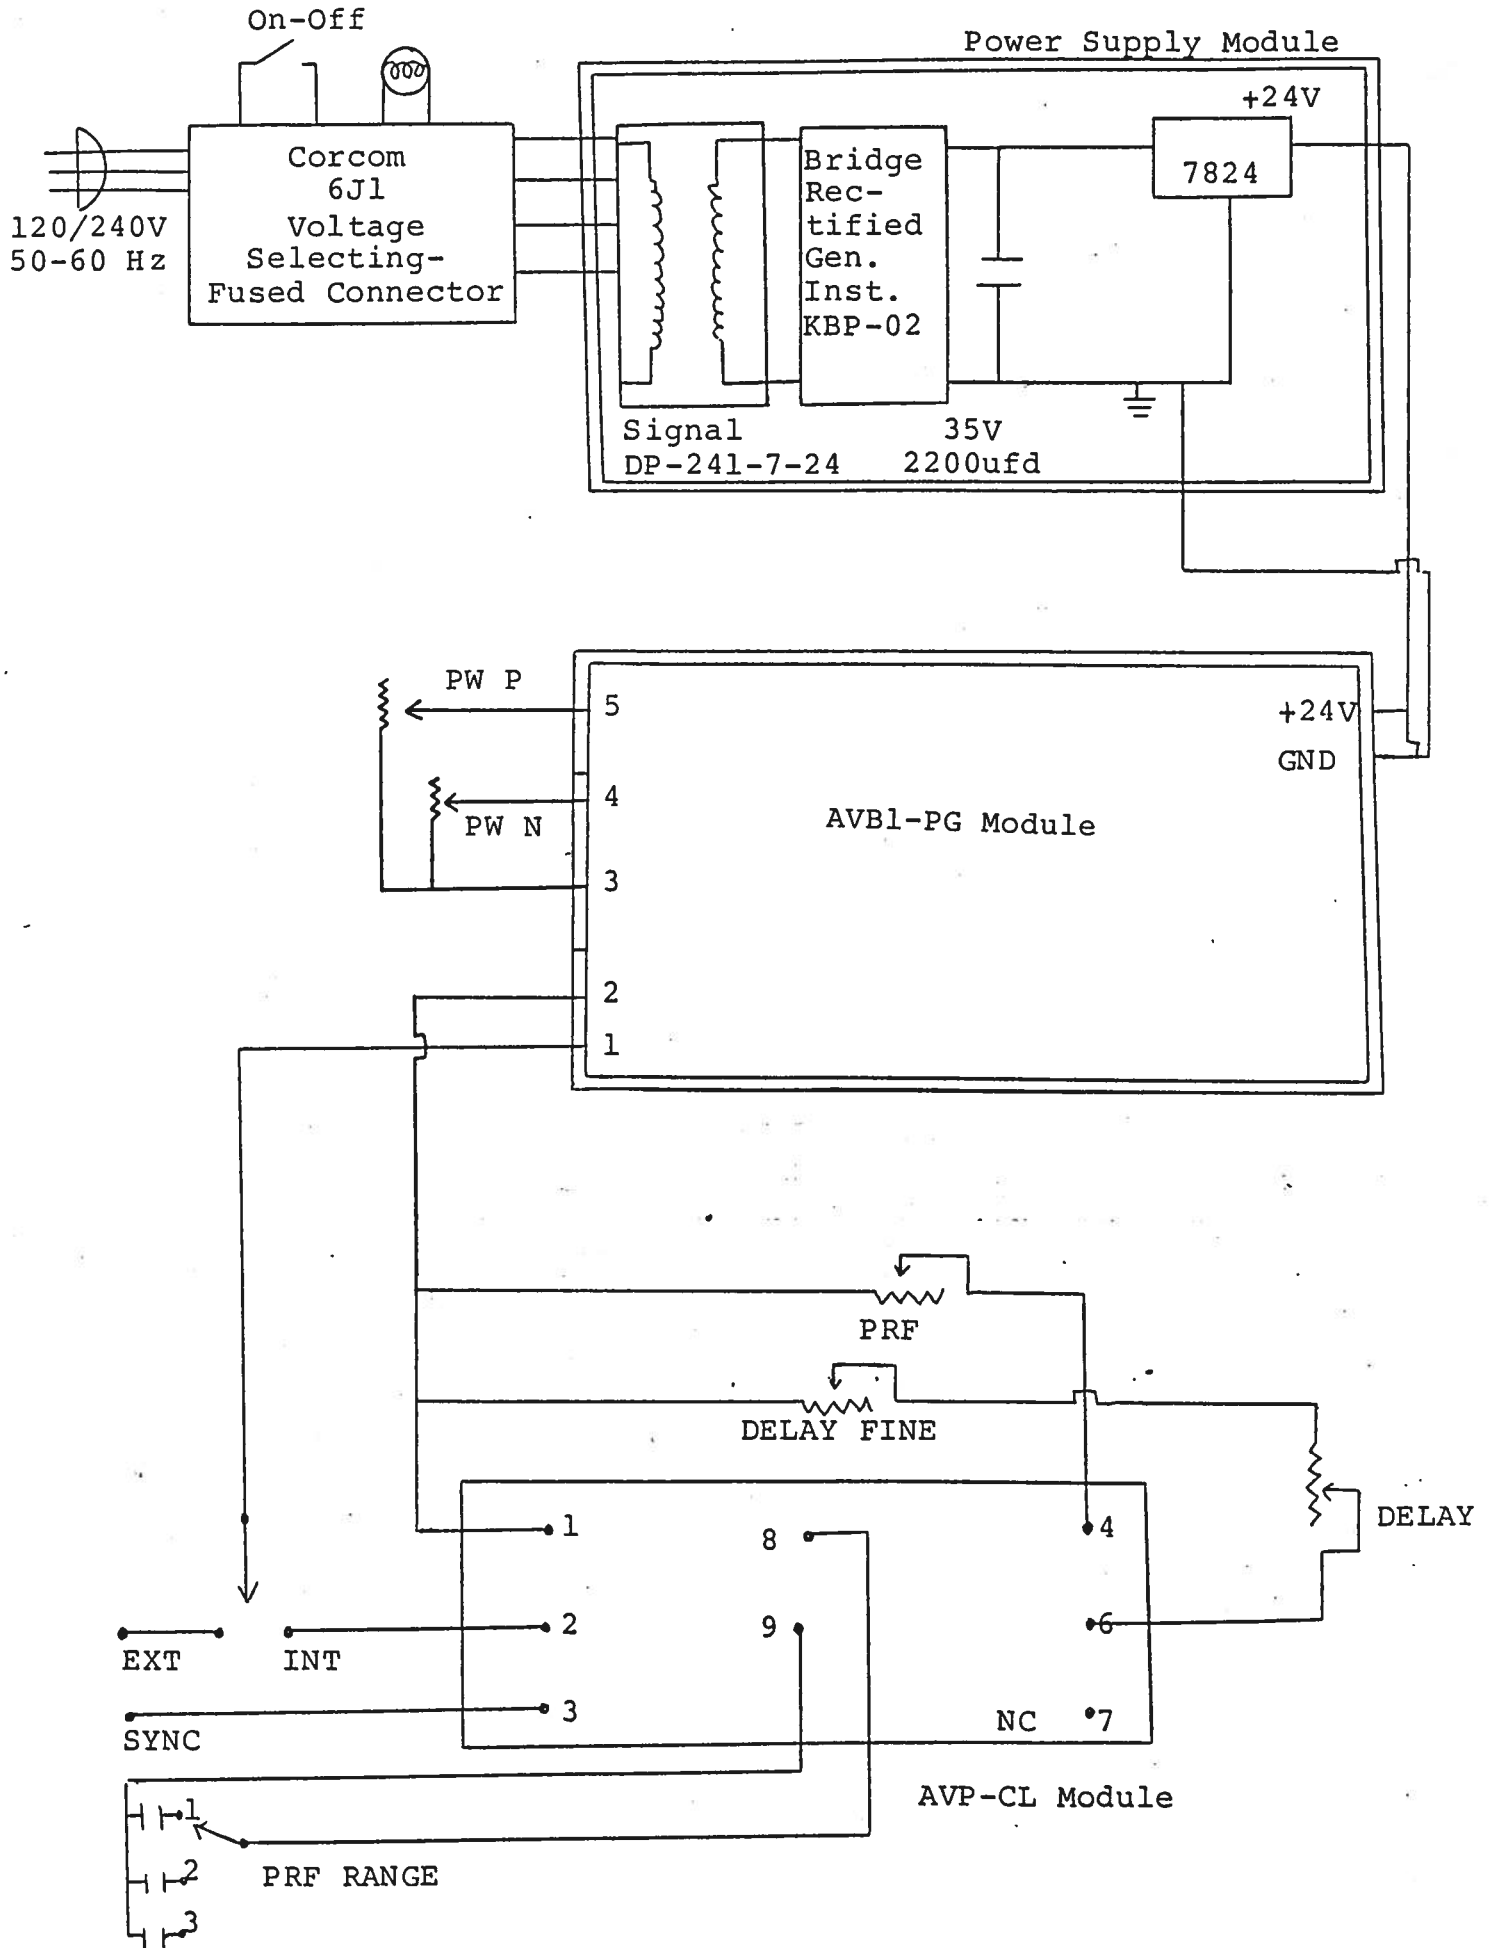 On-Off
Power Supply Module
+24V
Corcom
6J1
Voltage
Selecting-
Fused Connector
120/240V
50-60 Hz
Bridge
Rec-
tified
Gen.
Inst.
KBP-02
7824
Signal
DP-241-7-24
35V
2200ufd
PW P
5
+24V
GND
4
PW N
AVB1-PG Module
3
2
1
PRF
DELAY FINE
DELAY
1
8
4
2
9
6
EXT
INT
3
NC
7
SYNC
AVP-CL Module
1
PRF RANGE
2
3